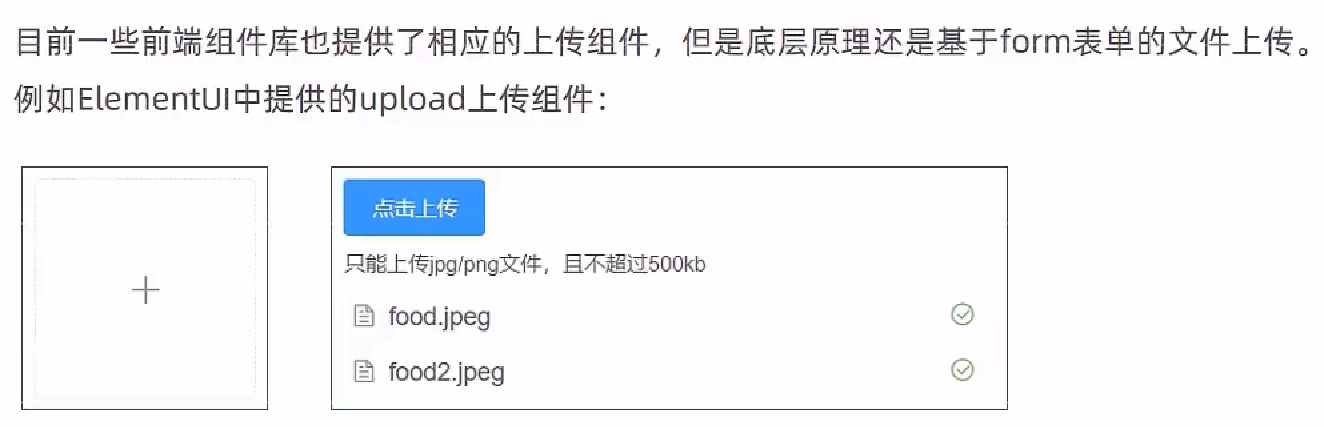 目前一些前端组件库也提供了相应的上传组件，但是底层原理还是基于form表单的文件上传。
例如ElementUI中提供的upload上传组件：
点击上传
只能上传jpg/png文件，且不超过500kb
food.jpeg
food2.jpeg